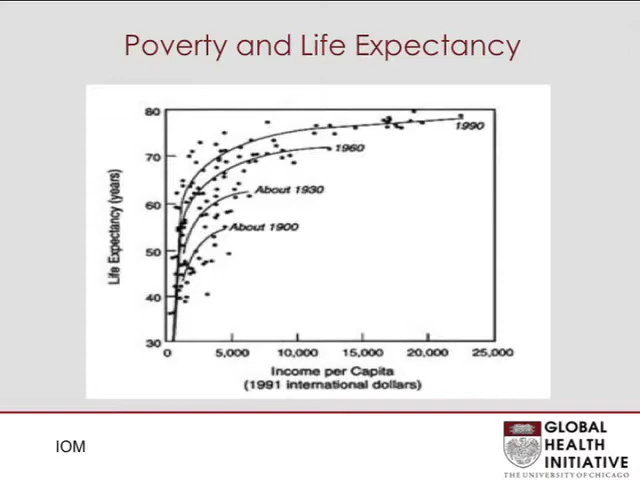 Poverty and Life Expectancy
80
70
60
50
40
30
Life Expectancy (years)
1990
1960
About 1930
About 1900
0
5,000
10,000
15,000
20,000
25,000
Income per Capita
(1991 international dollars)
IOM
GLOBAL
HEALTH
INITIATIVE
THE UNIVERSITY OF CHICAGO